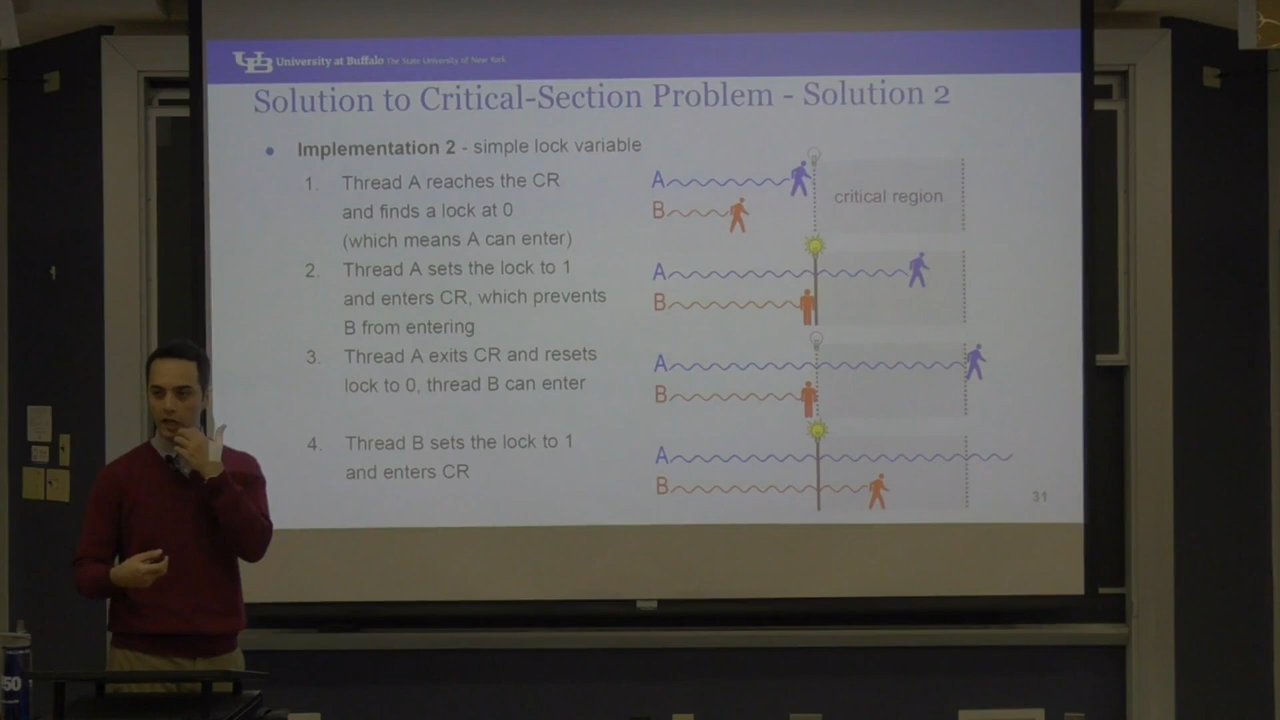 UB University at Buffalo The State University of New York
Solution to Critical-Section Problem - Solution 2
• Implementation 2 - simple lock variable
1. Thread A reaches the CR
and finds a lock at 0
(which means A can enter)
2. Thread A sets the lock to 1
and enters CR, which prevents
B from entering
3. Thread A exits CR and resets
lock to 0, thread B can enter
4. Thread B sets the lock to 1
and enters CR
A
B
critical region
A
B
A
B
A
B
31
50